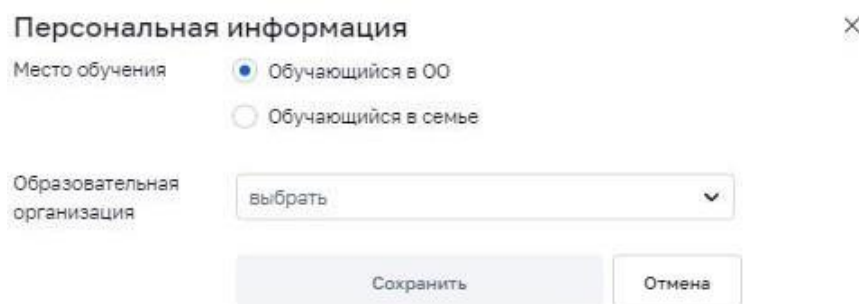 Персональная информация
Место обучения
Обучающийся в ОО
Обучающийся в семье
Образовательная
организация
выбрать
Сохранить
Отмена